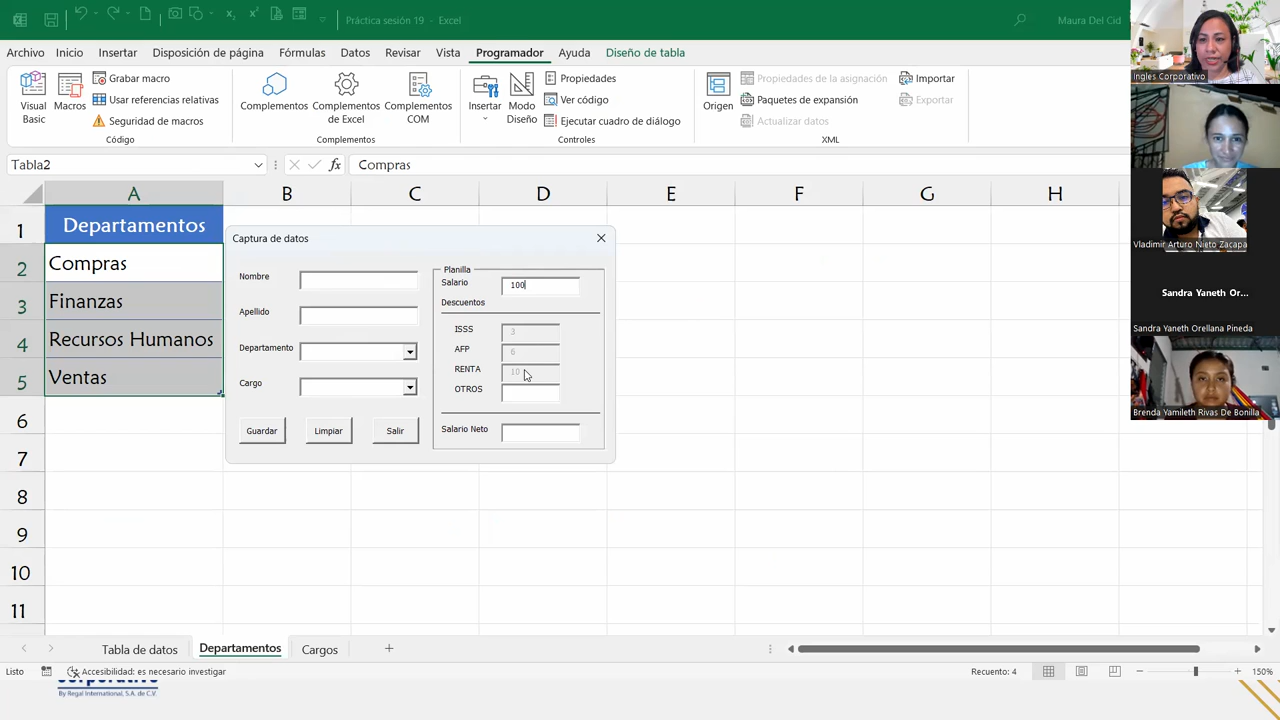 Práctica sesión 19 - Excel
Maura Del Cid
Archivo
Inicio
Insertar
Disposición de página
Fórmulas
Datos
Revisar
Vista
Programador
Ayuda
Diseño de tabla
Visual Basic
Macros
Grabar macro
Usar referencias relativas
Seguridad de macros
Código
Complementos
Complementos de Excel
Complementos COM
Complementos
Insertar
Modo Diseño
Propiedades
Ver código
Ejecutar cuadro de diálogo
Controles
Origen
Propiedades de la asignación
Paquetes de expansión
Actualizar datos
Importar
Exportar
XML
Tabla2
fx
Compras
A B C D E F G H
1 Departamentos
2 Compras
3 Finanzas
4 Recursos Humanos
5 Ventas
6
7
8
9
10
11
Captura de datos
Nombre
Apellido
Departamento
Cargo
Guardar
Limpiar
Salir
Planilla
Salario 100
Descuentos
ISSS 3
AFP 6
RENTA 10
OTROS
Salario Neto
Tabla de datos
Departamentos
Cargos
Listo
Accesibilidad: es necesario investigar
Recuento: 4
150%
By Regal International, S.A. de C.V.
Ingles Corporativo
Vladimir Arturo Nieto Zacapa
Sandra Yaneth Or...
Sandra Yaneth Orellana Pineda
Brenda Yamileth Rivas De Bonilla